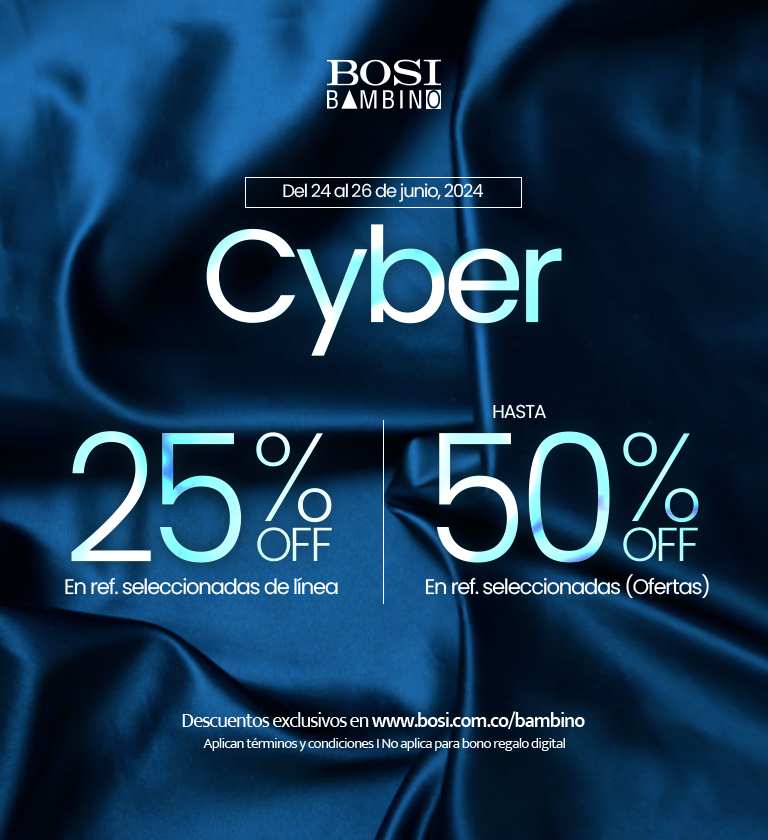 BOSI
BAMBINO
Del 24 al 26 de junio, 2024
Cyber
25% OFF
En ref. seleccionadas de línea
HASTA
50% OFF
En ref. seleccionadas (Ofertas)
Descuentos exclusivos en www.bosi.com.co/bambino
Aplican términos y condiciones I No aplica para bono regalo digital